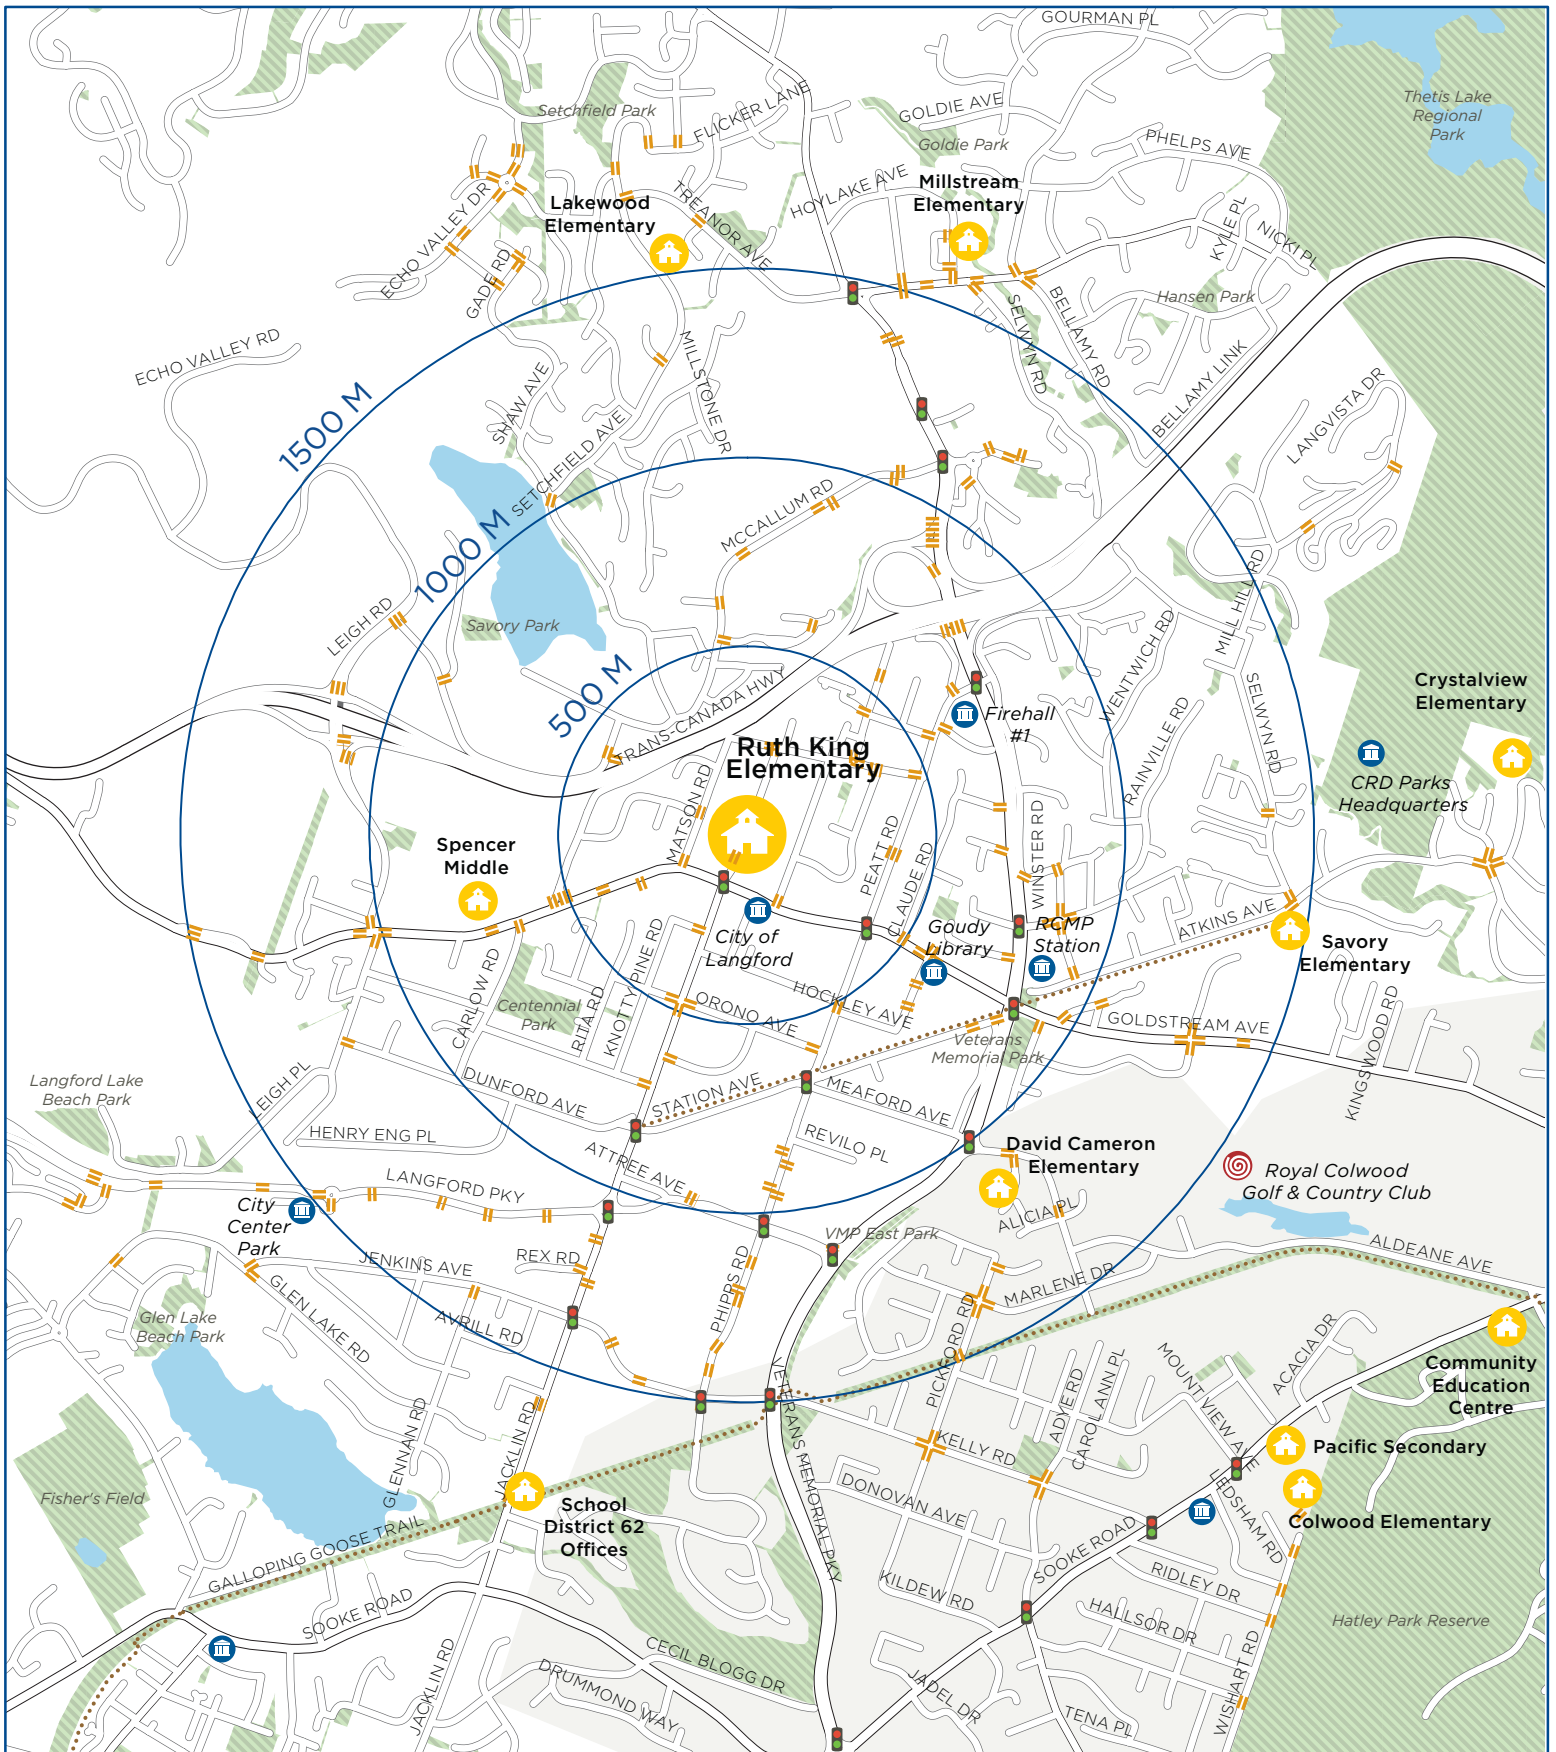 GOURMAN PL
Thetis Lake
Regional
Park
Setchfield Park
FLICKER LANE
GOLDIE AVE
Goldie Park
PHELPS AVE
Millstream
Elementary
HOYLAKE AVE
ECHO VALLEY DR
Lakewood
Elementary
TREANOR AVE
KYLE PL
NICKI PL
GADE RD
Hansen Park
SELWYN RD
BELLAMY RD
ECHO VALLEY RD
MILLSTONE DR
BELLAMY LINK
LANGVISTA DR
1500 M
SHAW AVE
SETCHFIELD AVE
1000 M
MCCALLUM RD
LEIGH RD
Savory Park
MILL HILL RD
WENTWICH RD
500 M
TRANS-CANADA HWY
SELWYN RD
Crystalview
Elementary
RAINVILLE RD
Firehall
#1
Ruth King
Elementary
CRD Parks
Headquarters
MATSON RD
WINSTER RD
Spencer
Middle
PEATT RD
CLAUDE RD
City of
Langford
Goudy
Library
RCMP
Station
ATKINS AVE
Savory
Elementary
CARLOW RD
Centennial
Park
RITA RD
KNOTTY PINE RD
ORONO AVE
HOCKLEY AVE
GOLDSTREAM AVE
KINGSWOOD RD
Veterans
Memorial Park
Langford Lake
Beach Park
LEIGH PL
DUNFORD AVE
STATION AVE
MEAFORD AVE
HENRY ENG PL
REVILO PL
ATTREE AVE
David Cameron
Elementary
Royal Colwood
Golf & Country Club
LANGFORD PKY
City
Center
Park
ALICIA PL
VMP East Park
ALDEANE AVE
REX RD
JENKINS AVE
GLEN LAKE RD
AVRILL RD
PHIPPS RD
MARLENE DR
PICKFORD RD
Glen Lake
Beach Park
ACACIA DR
Community
Education
Centre
MOUNTVIEW AVE
ADYE RD
CAROL ANN PL
VETERANS MEMORIAL PKY
GLENNAN RD
JACKLIN RD
KELLY RD
Pacific Secondary
Fisher's Field
DONOVAN AVE
LEDSHAM RD
Colwood Elementary
School
District 62
Offices
GALLOPING GOOSE TRAIL
SOOKE ROAD
SOOKE ROAD
RIDLEY DR
KILDEW RD
HALLSOR DR
Hatley Park Reserve
CECIL BLOGG DR
DRUMMOND WAY
JACKLIN RD
JADEL DR
TENA PL
WISHART RD